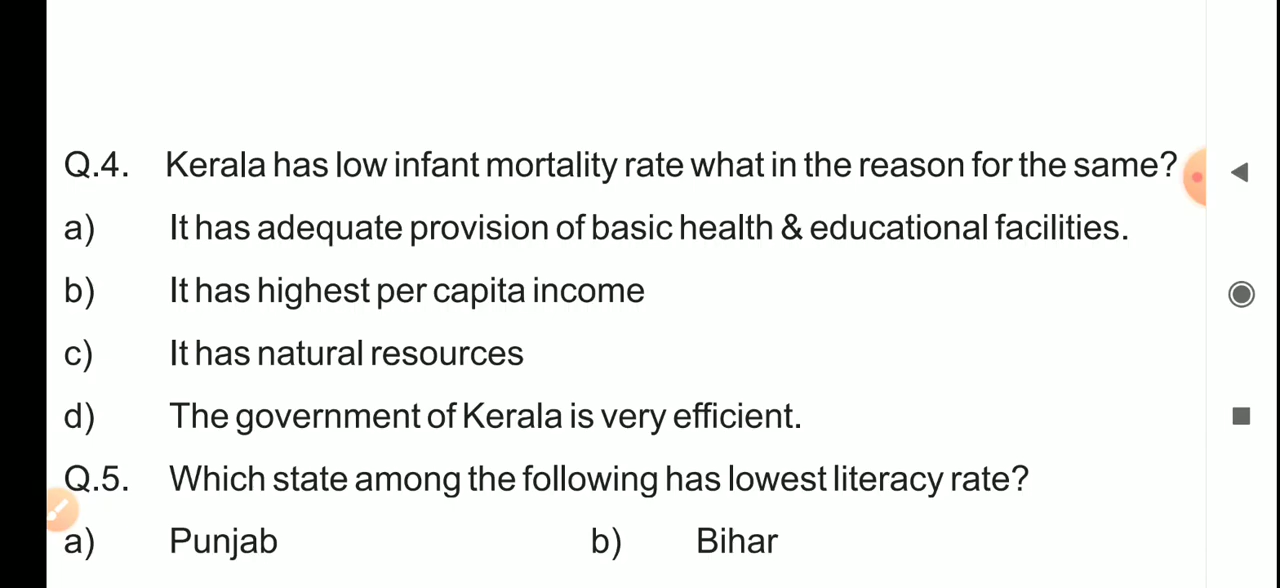 Q.4. Kerala has low infant mortality rate what in the reason for the same?
a) It has adequate provision of basic health & educational facilities.
b) It has highest per capita income
c) It has natural resources
d) The government of Kerala is very efficient.
Q.5. Which state among the following has lowest literacy rate?
a) Punjab b) Bihar